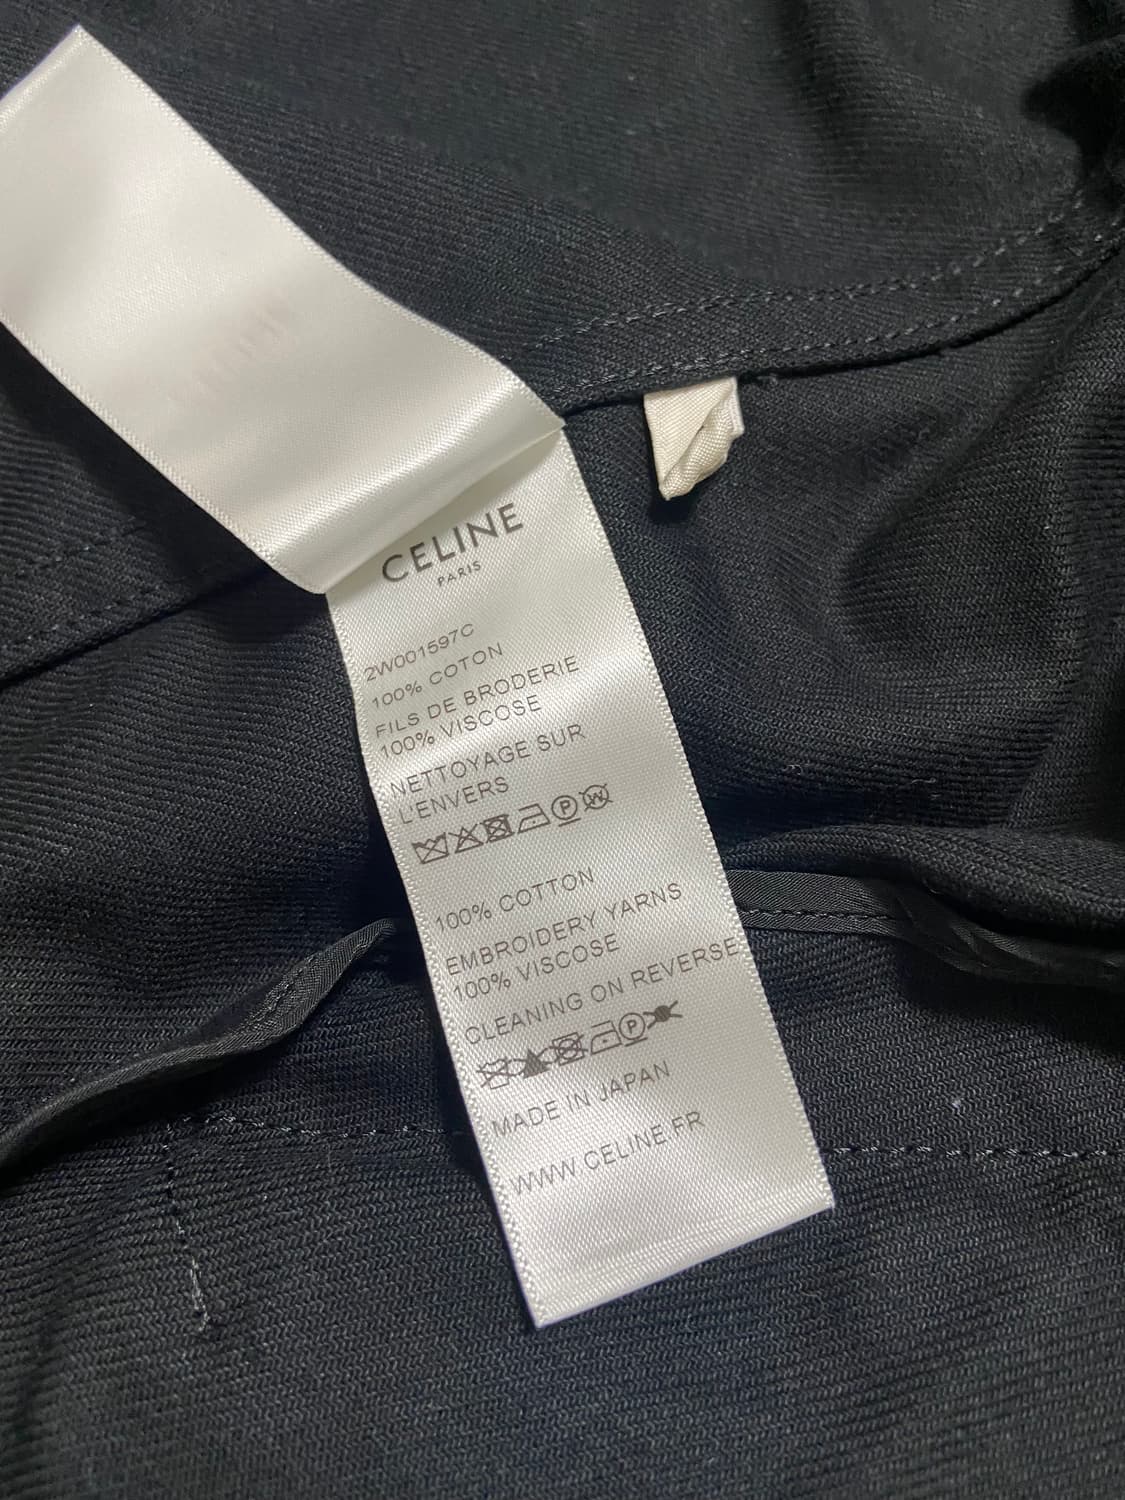 CELINE
PARIS
2W001597C
100% COTON
FILS DE BRODERIE
100% VISCOSE
NETTOYAGE SUR
L'ENVERS
P W
100% COTTON
EMBROIDERY YARNS
100% VISCOSE
CLEANING ON REVERSE
P
MADE IN JAPAN
WWW.CELINE.FR